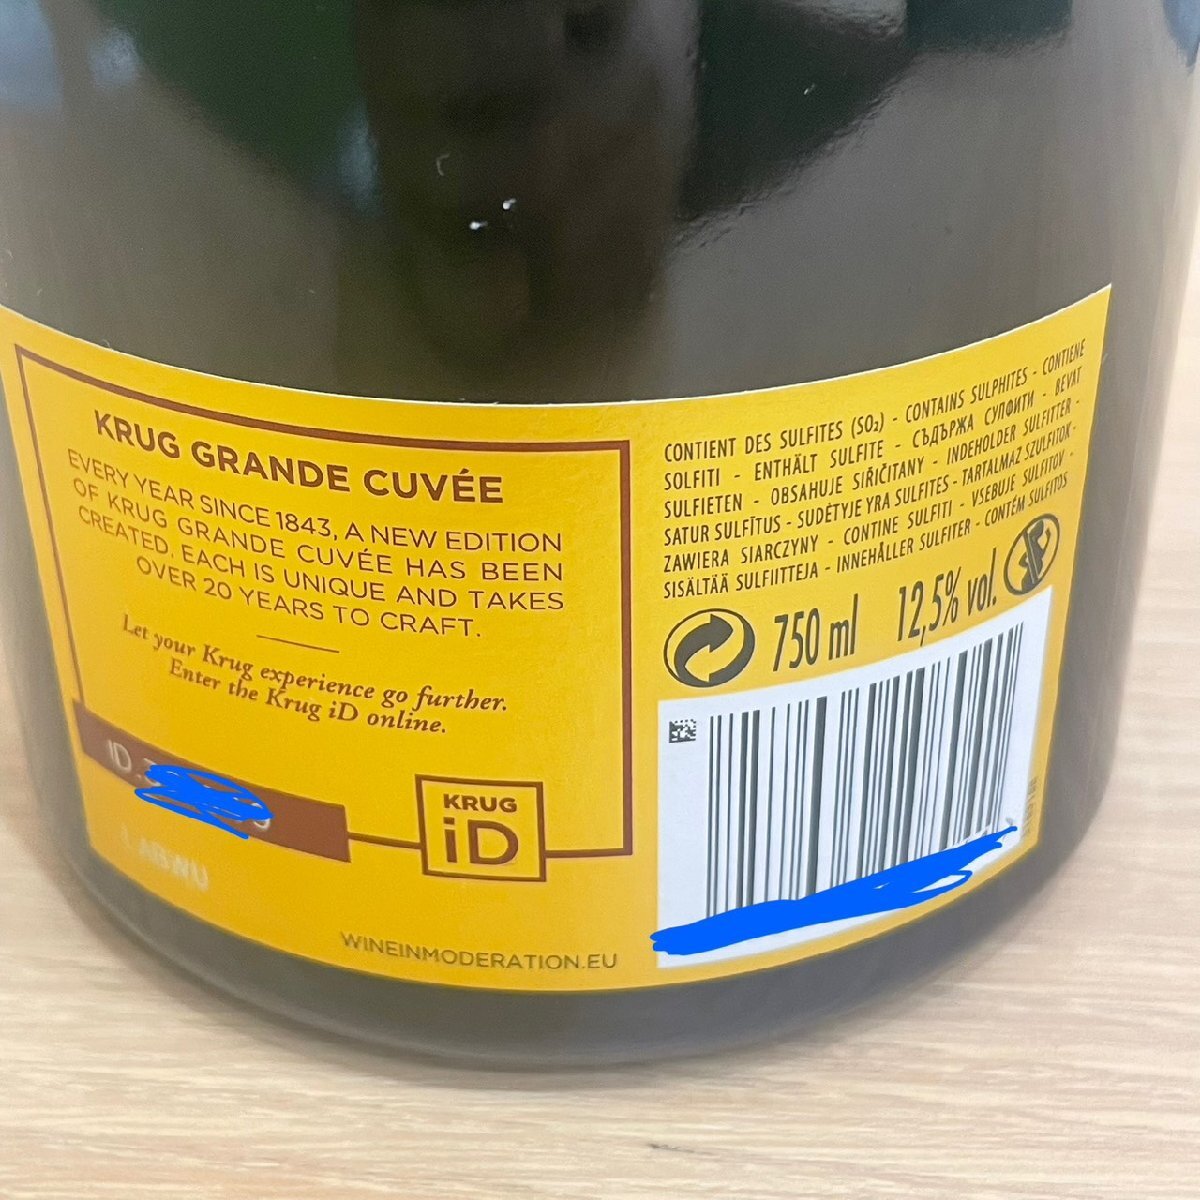 KRUG GRANDE CUVÉE
EVERY YEAR SINCE 1843, A NEW EDITION
OF KRUG GRANDE CUVÉE HAS BEEN
CREATED. EACH IS UNIQUE AND TAKES
OVER 20 YEARS TO CRAFT.
Let your Krug experience go further.
Enter the Krug iD online.
ID
KRUG
iD
WINEINMODERATION.EU
CONTIENT DES SULFITES (SO₂) - CONTAINS SULPHITES - CONTIENE
SOLFITI - ENTHÄLT SULFITE - СЪДЪРЖА СУЛФИТИ - BEVAT
SULFIETEN - OBSAHUJE SIŘIČITANY - INDEHOLDER SULFITTER -
SATUR SULFĪTUS - SUDĖTYJE YRA SULFITES - TARTALMAZ SZULFITOK -
ZAWIERA SIARCZYNY - CONTINE SULFITI - VSEBUJE SULFITOV -
SISÄLTÄÄ SULFIITTEJA - INNEHÅLLER SULFITER - CONTÉM SULFITOS
750 ml 12,5% vol.